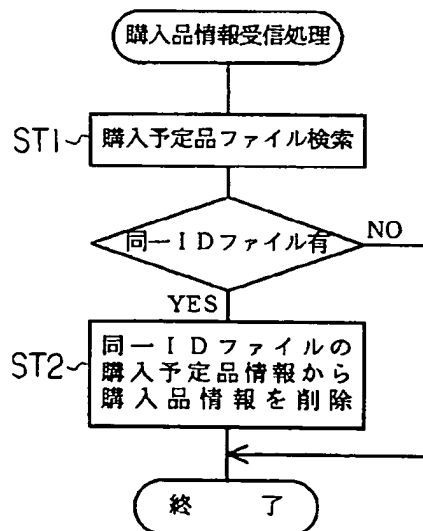 購入品情報受信処理
ST1
購入予定品ファイル検索
同一IDファイル有
NO
YES
ST2
同一IDファイルの
購入予定品情報から
購入品情報を削除
終 了